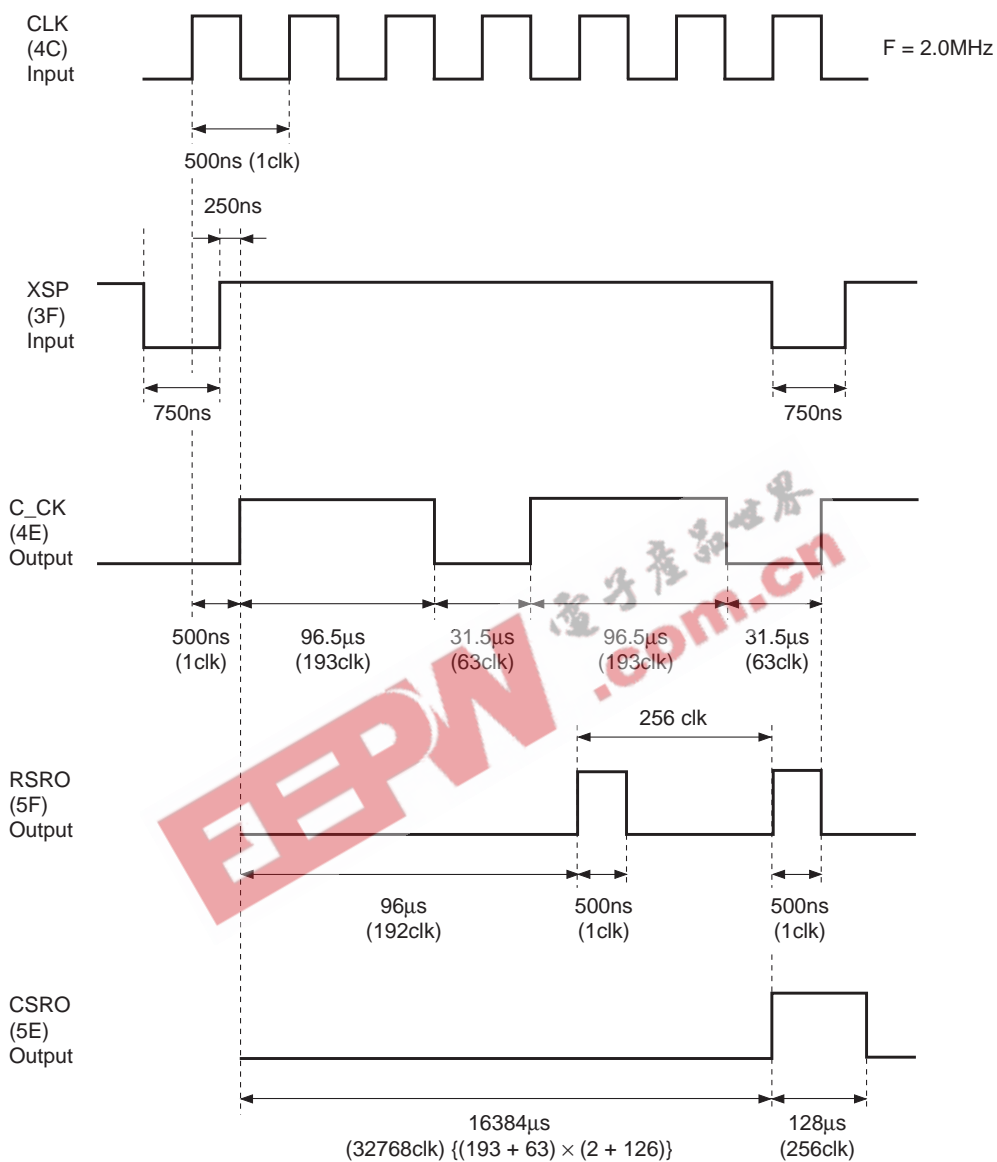 CLK
(4C)
Input
F = 2.0MHz
500ns (1clk)
250ns
XSP
(3F)
Input
750ns
750ns
C_CK
(4E)
Output
500ns
(1clk)
96.5μs
(193clk)
31.5μs
(63clk)
96.5μs
(193clk)
31.5μs
(63clk)
電子產品世界
EEPW.com.cn
256 clk
RSRO
(5F)
Output
96μs
(192clk)
500ns
(1clk)
500ns
(1clk)
CSRO
(5E)
Output
16384μs
(32768clk) {(193 + 63) × (2 + 126)}
128μs
(256clk)